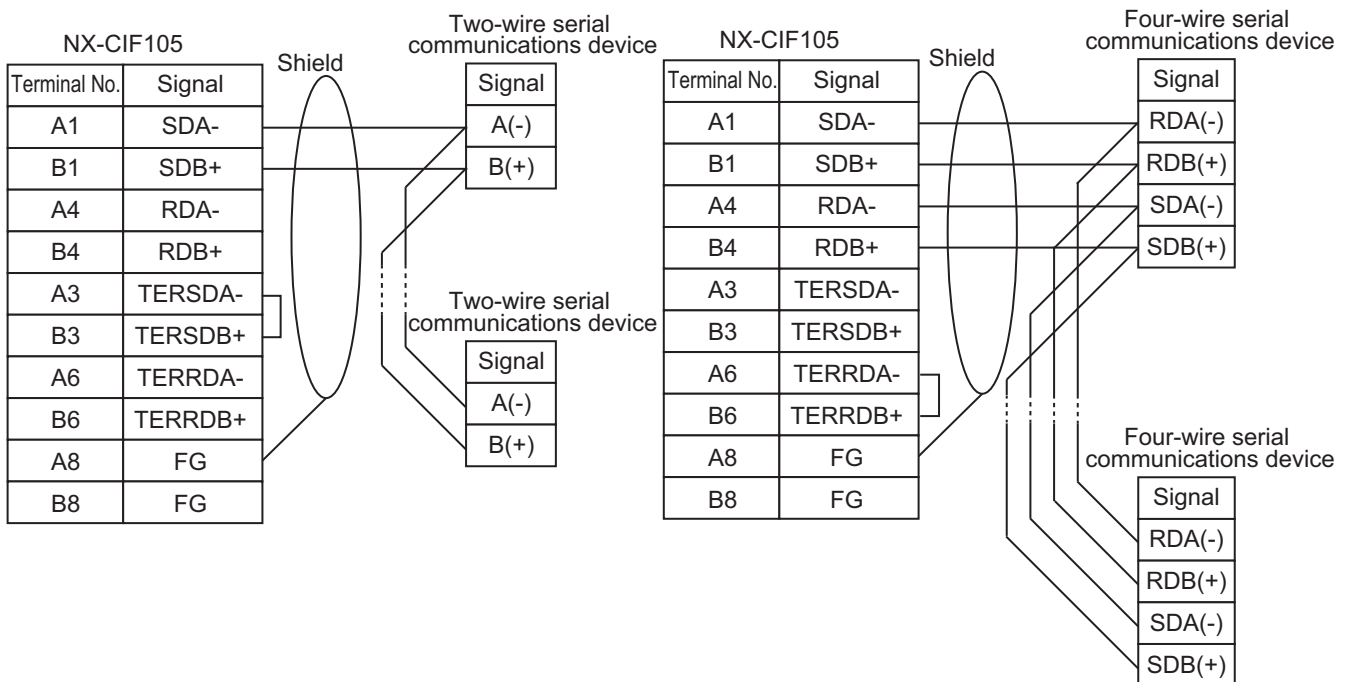 NX-CIF105
Shield
Two-wire serial
communications device
Terminal No. Signal
A1 SDA-
B1 SDB+
A4 RDA-
B4 RDB+
A3 TERSDA-
B3 TERSDB+
A6 TERRDA-
B6 TERRDB+
A8 FG
B8 FG
Signal
A(-)
B(+)
Two-wire serial
communications device
Signal
A(-)
B(+)
NX-CIF105
Shield
Four-wire serial
communications device
Terminal No. Signal
A1 SDA-
B1 SDB+
A4 RDA-
B4 RDB+
A3 TERSDA-
B3 TERSDB+
A6 TERRDA-
B6 TERRDB+
A8 FG
B8 FG
Signal
RDA(-)
RDB(+)
SDA(-)
SDB(+)
Four-wire serial
communications device
Signal
RDA(-)
RDB(+)
SDA(-)
SDB(+)